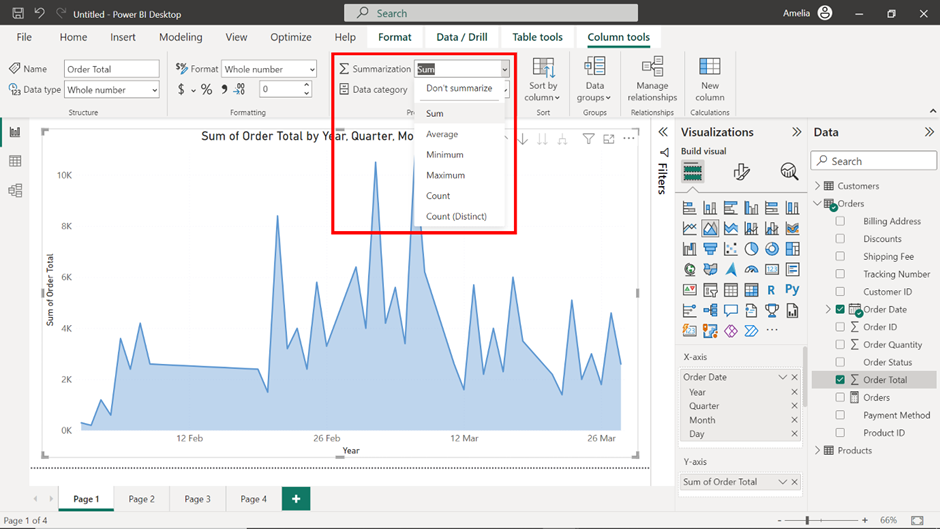 Untitled - Power BI Desktop
Search
Amelia
File Home Insert Modeling View Optimize Help Format Data / Drill Table tools Column tools
Name Order Total
Data type Whole number
Structure
$% Format Whole number
$ % 9 .00 0
Formatting
Summarization Sum
Data category
Don't summarize
Sum
Average
Minimum
Maximum
Count
Count (Distinct)
Sort by column
Sort
Data groups
Groups
Manage relationships
Relationships
New column
Calculations
Sum of Order Total by Year, Quarter, Mo
Sum of Order Total
10K
8K
6K
4K
2K
0K
12 Feb 26 Feb 12 Mar 26 Mar
Year
Filters
Visualizations
Build visual
R Py
X-axis
Order Date
Year
Quarter
Month
Day
Y-axis
Sum of Order Total
Data
Search
Customers
Orders
Billing Address
Discounts
Shipping Fee
Tracking Number
Customer ID
Order Date
Order ID
Order Quantity
Order Status
Order Total
Orders
Payment Method
Product ID
Products
Page 1 Page 2 Page 3 Page 4 +
Page 1 of 4
- + 66%